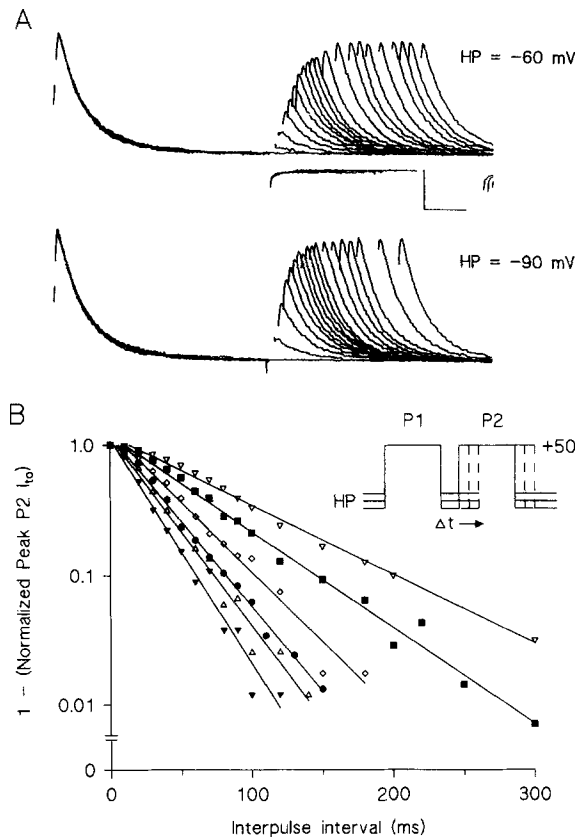 A
HP = −60 mV
HP = −90 mV
B
P1 P2
+50
HP
Δt →
1 − (Normalized Peak P2 Ito)
1.0
0.1
0.01
0
0 100 200 300
Interpulse interval (ms)